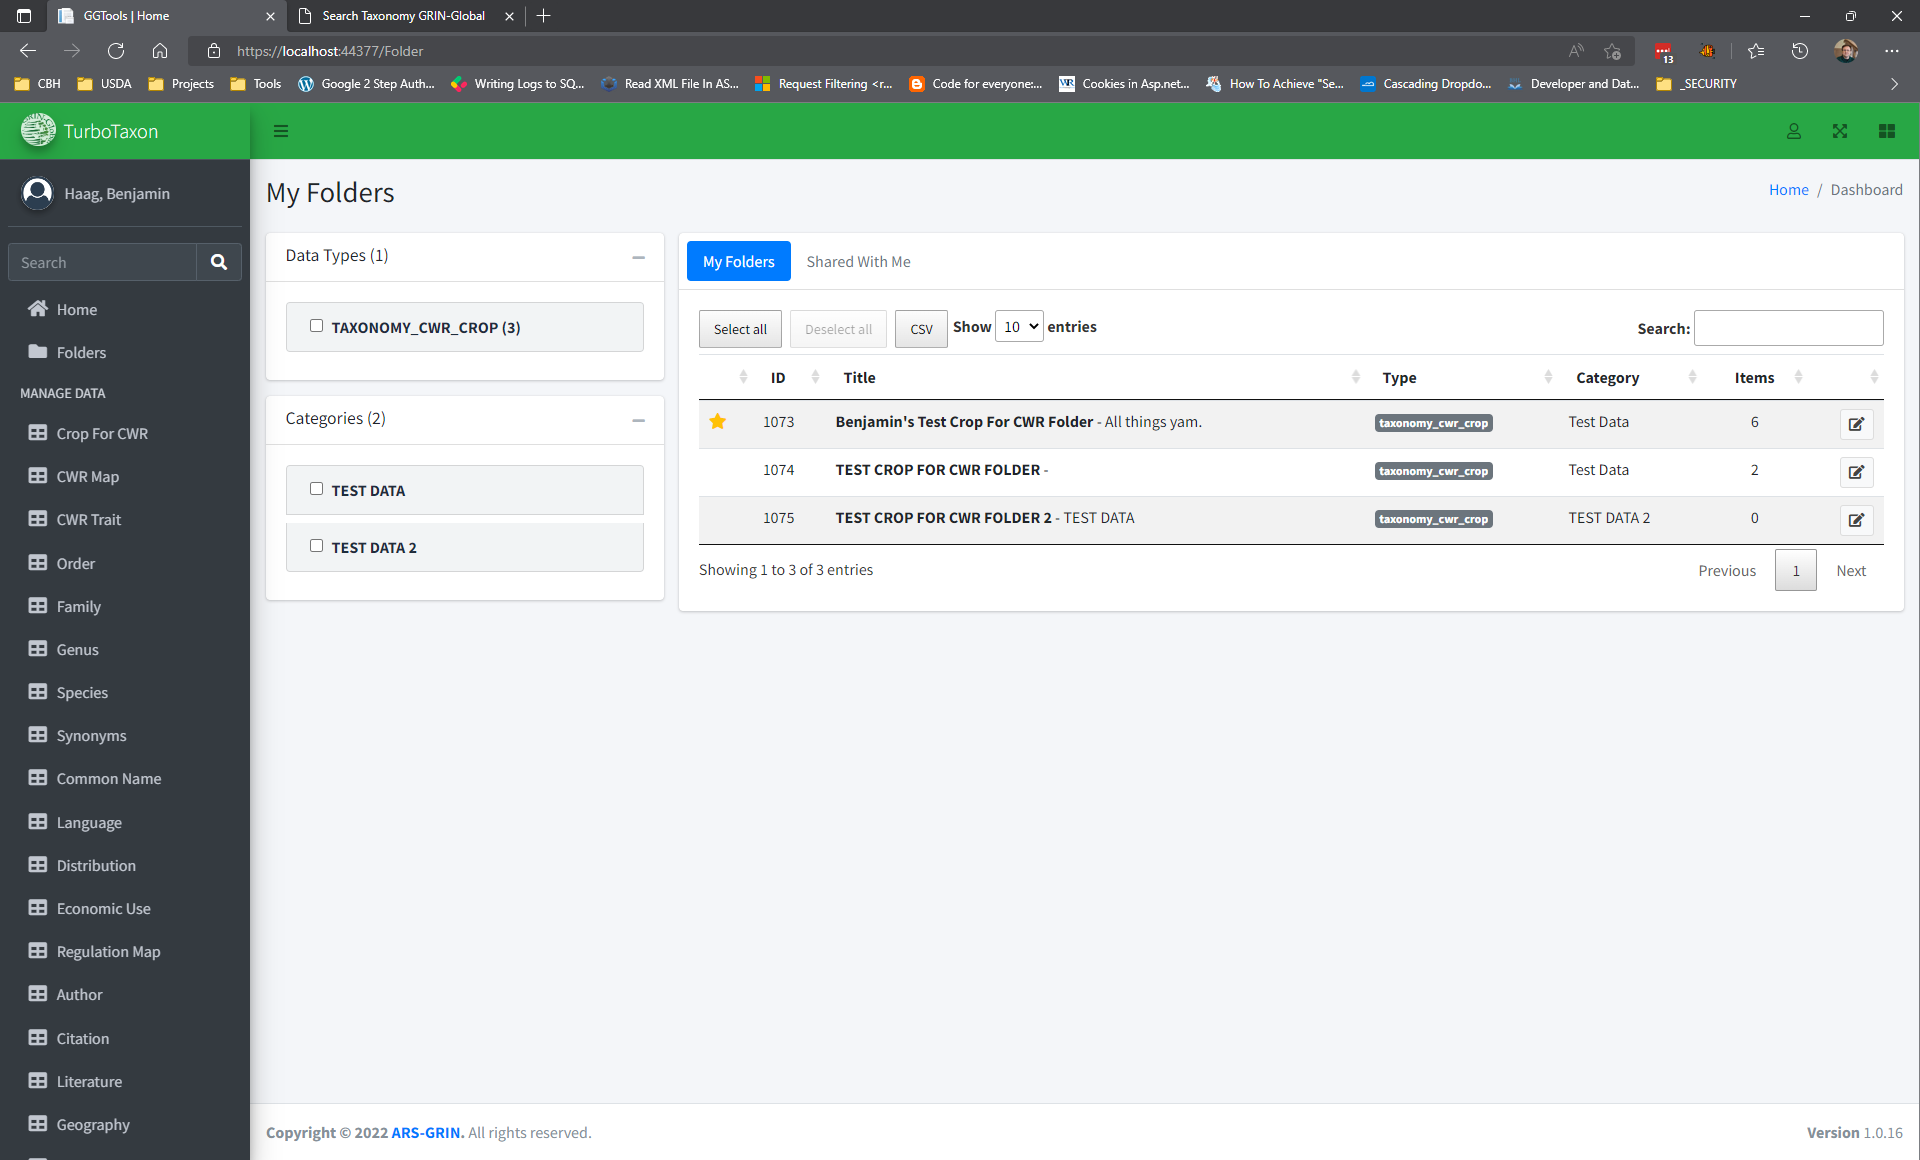 GGTools | Home
Search Taxonomy GRIN-Global
https://localhost:44377/Folder
13
CBH
USDA
Projects
Tools
Google 2 Step Auth...
Writing Logs to SQ...
Read XML File In AS...
Request Filtering <r...
Code for everyone:...
Cookies in Asp.net...
How To Achieve "Se...
Cascading Dropdo...
Developer and Dat...
_SECURITY
TurboTaxon
Haag, Benjamin
Search
Home
Folders
MANAGE DATA
Crop For CWR
CWR Map
CWR Trait
Order
Family
Genus
Species
Synonyms
Common Name
Language
Distribution
Economic Use
Regulation Map
Author
Citation
Literature
Geography
My Folders
Home / Dashboard
Data Types (1)
TAXONOMY_CWR_CROP (3)
Categories (2)
TEST DATA
TEST DATA 2
My Folders Shared With Me
Select all Deselect all CSV Show 10 entries Search:
ID Title Type Category Items
1073 Benjamin's Test Crop For CWR Folder - All things yam. taxonomy_cwr_crop Test Data 6
1074 TEST CROP FOR CWR FOLDER - taxonomy_cwr_crop Test Data 2
1075 TEST CROP FOR CWR FOLDER 2 - TEST DATA taxonomy_cwr_crop TEST DATA 2 0
Showing 1 to 3 of 3 entries Previous 1 Next
Copyright © 2022 ARS-GRIN. All rights reserved. Version 1.0.16